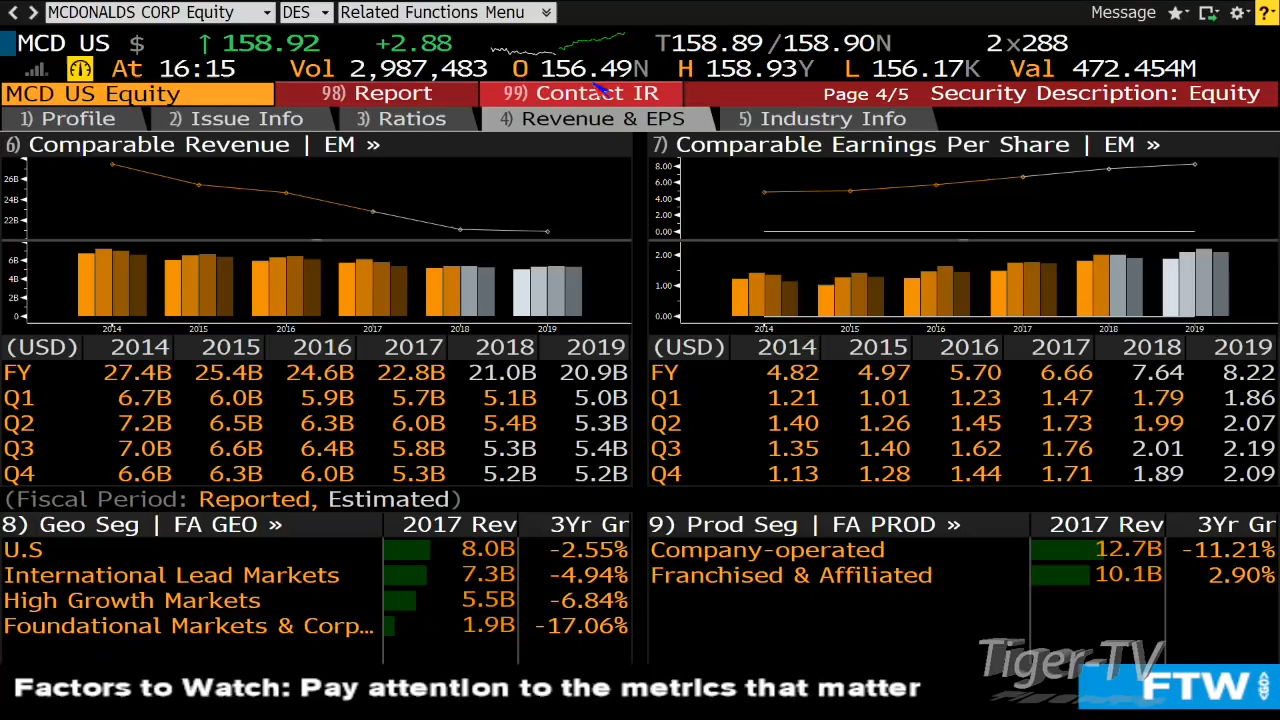 MCDONALDS CORP Equity DES Related Functions Menu Message ?
MCD US $ ↑ 158.92 +2.88 T158.89/158.90N 2x288
At 16:15 Vol 2,987,483 O 156.49N H 158.93Y L 156.17K Val 472.454M
MCD US Equity 98) Report 99) Contact IR Page 4/5 Security Description: Equity
1) Profile 2) Issue Info 3) Ratios 4) Revenue & EPS 5) Industry Info
6) Comparable Revenue | EM »
26B
24B
22B
6B
4B
2B
0
2014 2015 2016 2017 2018 2019
(USD) 2014 2015 2016 2017 2018 2019
FY 27.4B 25.4B 24.6B 22.8B 21.0B 20.9B
Q1 6.7B 6.0B 5.9B 5.7B 5.1B 5.0B
Q2 7.2B 6.5B 6.3B 6.0B 5.4B 5.3B
Q3 7.0B 6.6B 6.4B 5.8B 5.3B 5.4B
Q4 6.6B 6.3B 6.0B 5.3B 5.2B 5.2B
7) Comparable Earnings Per Share | EM »
8.00
6.00
4.00
2.00
0.00
2.00
1.00
0.00
2014 2015 2016 2017 2018 2019
(USD) 2014 2015 2016 2017 2018 2019
FY 4.82 4.97 5.70 6.66 7.64 8.22
Q1 1.21 1.01 1.23 1.47 1.79 1.86
Q2 1.40 1.26 1.45 1.73 1.99 2.07
Q3 1.35 1.40 1.62 1.76 2.01 2.19
Q4 1.13 1.28 1.44 1.71 1.89 2.09
(Fiscal Period: Reported, Estimated)
8) Geo Seg | FA GEO » 2017 Rev 3Yr Gr
U.S 8.0B -2.55%
International Lead Markets 7.3B -4.94%
High Growth Markets 5.5B -6.84%
Foundational Markets & Corp... 1.9B -17.06%
9) Prod Seg | FA PROD » 2017 Rev 3Yr Gr
Company-operated 12.7B -11.21%
Franchised & Affiliated 10.1B 2.90%
Tiger-TV
Factors to Watch: Pay attention to the metrics that matter
FTW